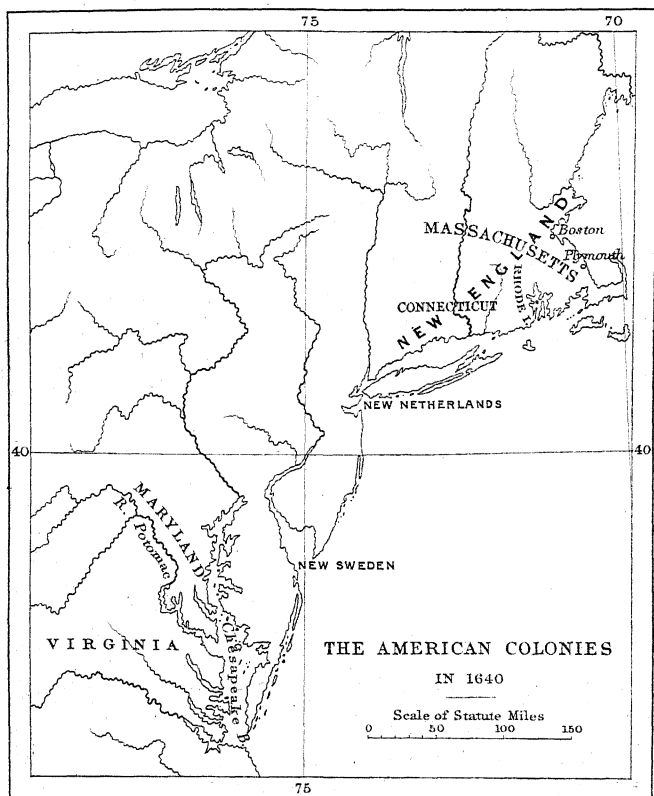 75
70
NEW ENGLAND
MASSACHUSETTS
Boston
Plymouth
RHODE I.
CONNECTICUT
NEW NETHERLANDS
40
40
MARYLAND
R. Potomac
NEW SWEDEN
VIRGINIA
Chesapeake B.
THE AMERICAN COLONIES
IN 1640
Scale of Statute Miles
0 50 100 150
75